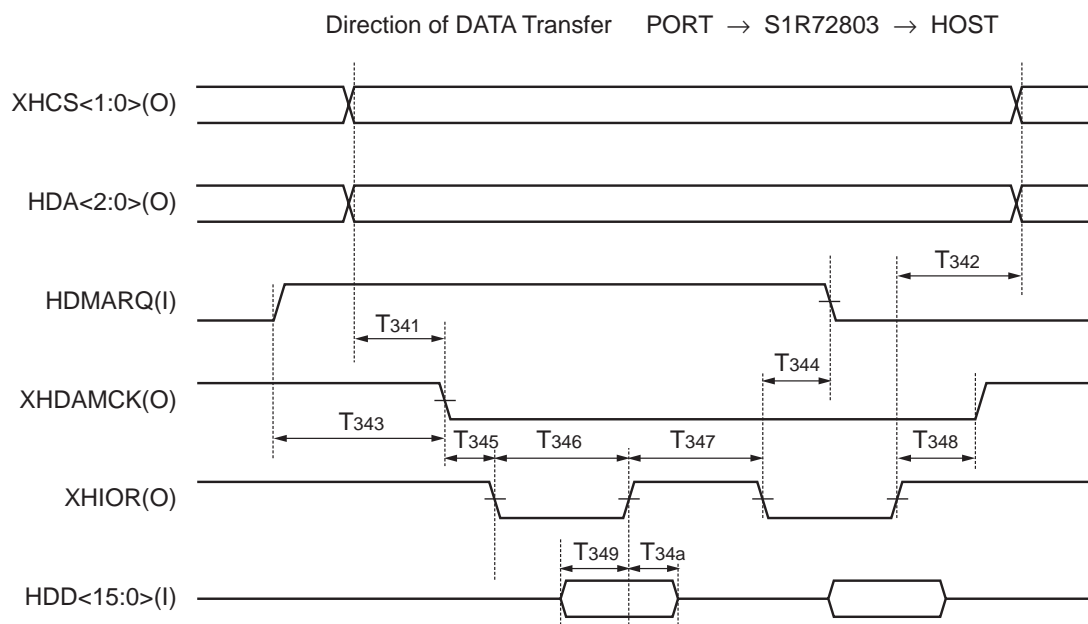 Direction of DATA Transfer PORT → S1R72803 → HOST
XHCS<1:0>(O)
HDA<2:0>(O)
T342
HDMARQ(I)
T341
T344
XHDAMCK(O)
T343
T345
T346
T347
T348
XHIOR(O)
T349
T34a
HDD<15:0>(I)